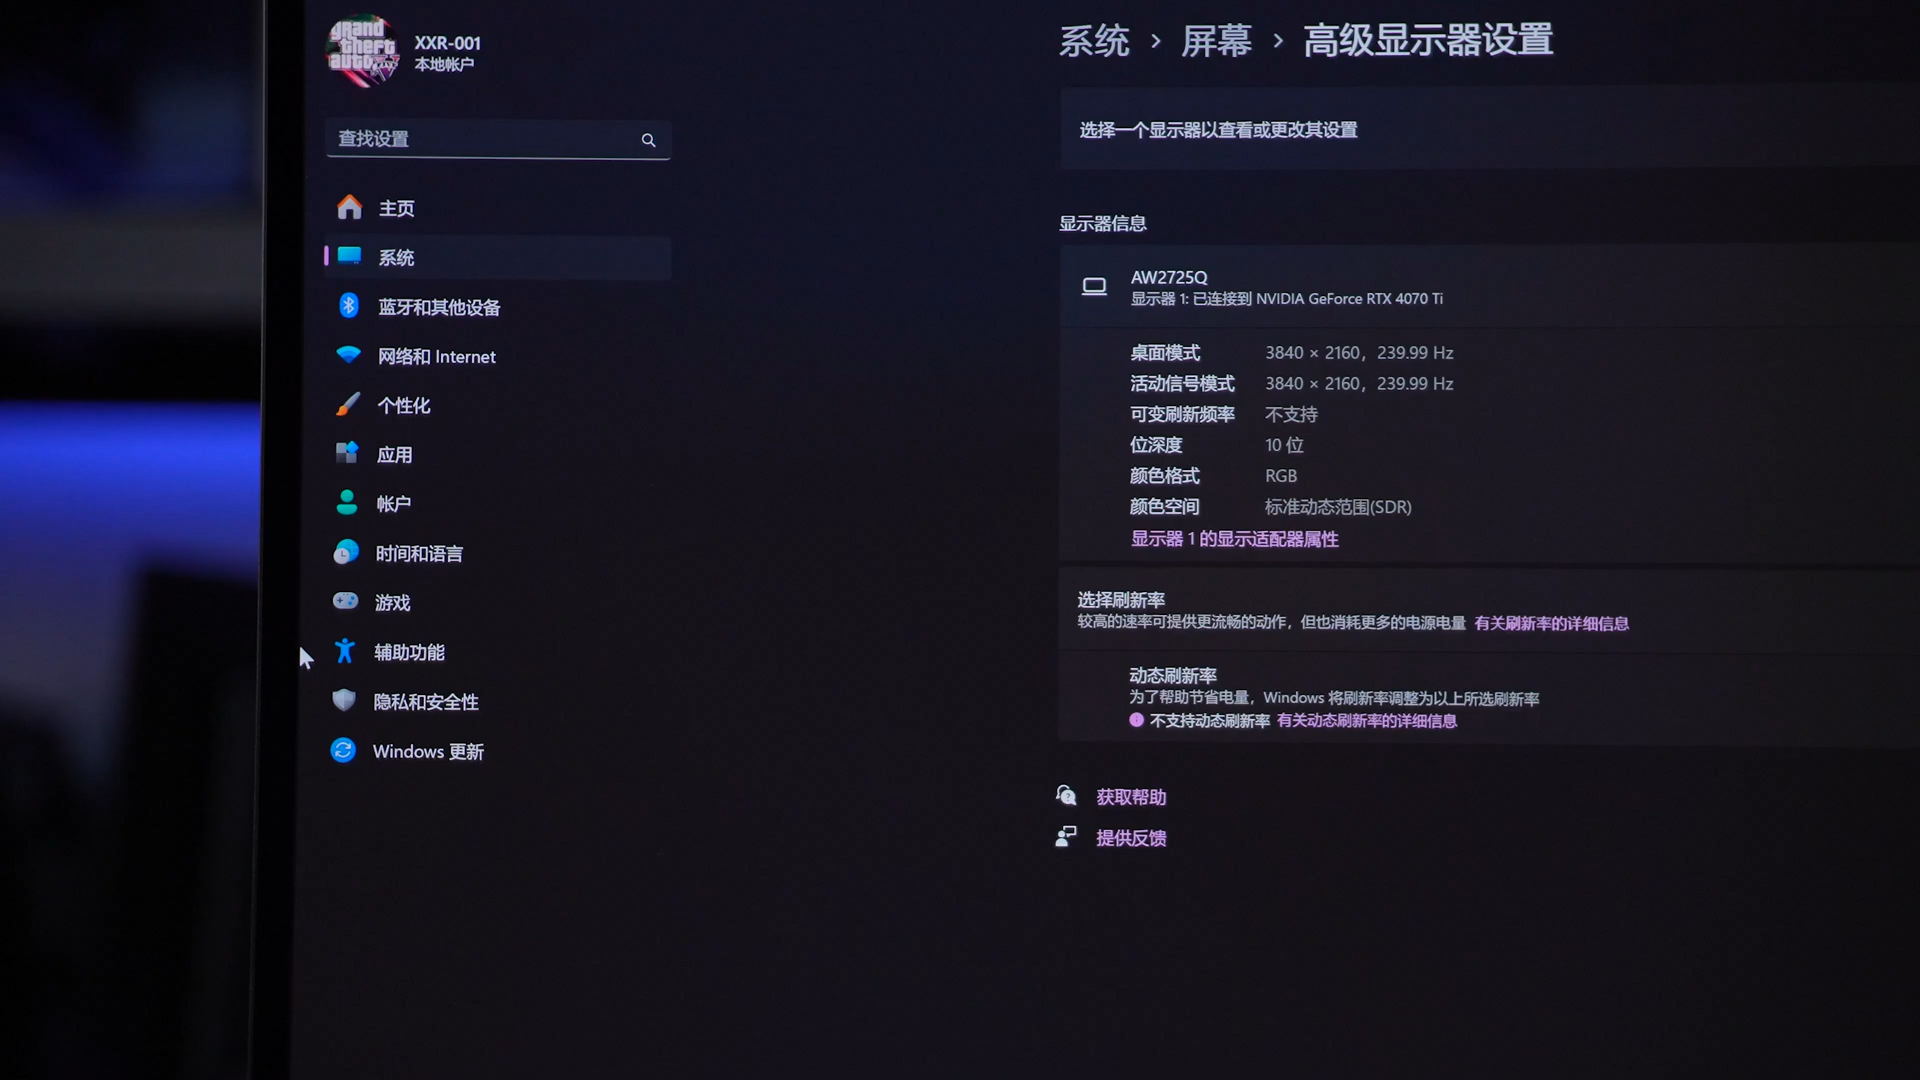 grand
theft
auto
XXR-001
本地帐户
查找设置
主页
系统
蓝牙和其他设备
网络和 Internet
个性化
应用
帐户
时间和语言
游戏
辅助功能
隐私和安全性
Windows 更新
系统 › 屏幕 › 高级显示器设置
选择一个显示器以查看或更改其设置
显示器信息
AW2725Q
显示器 1: 已连接到 NVIDIA GeForce RTX 4070 Ti
桌面模式 3840 × 2160，239.99 Hz
活动信号模式 3840 × 2160，239.99 Hz
可变刷新频率 不支持
位深度 10 位
颜色格式 RGB
颜色空间 标准动态范围(SDR)
显示器 1 的显示适配器属性
选择刷新率
较高的速率可提供更流畅的动作，但也消耗更多的电源电量 有关刷新率的详细信息
动态刷新率
为了帮助节省电量，Windows 将刷新率调整为以上所选刷新率
不支持动态刷新率 有关动态刷新率的详细信息
获取帮助
提供反馈